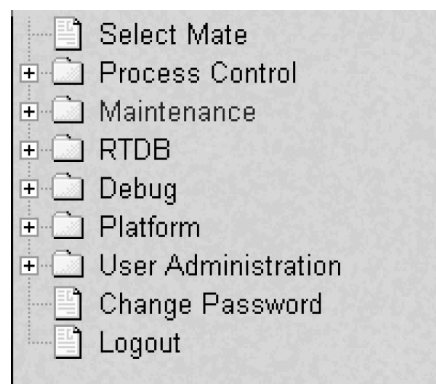 Select Mate
Process Control
Maintenance
RTDB
Debug
Platform
User Administration
Change Password
Logout